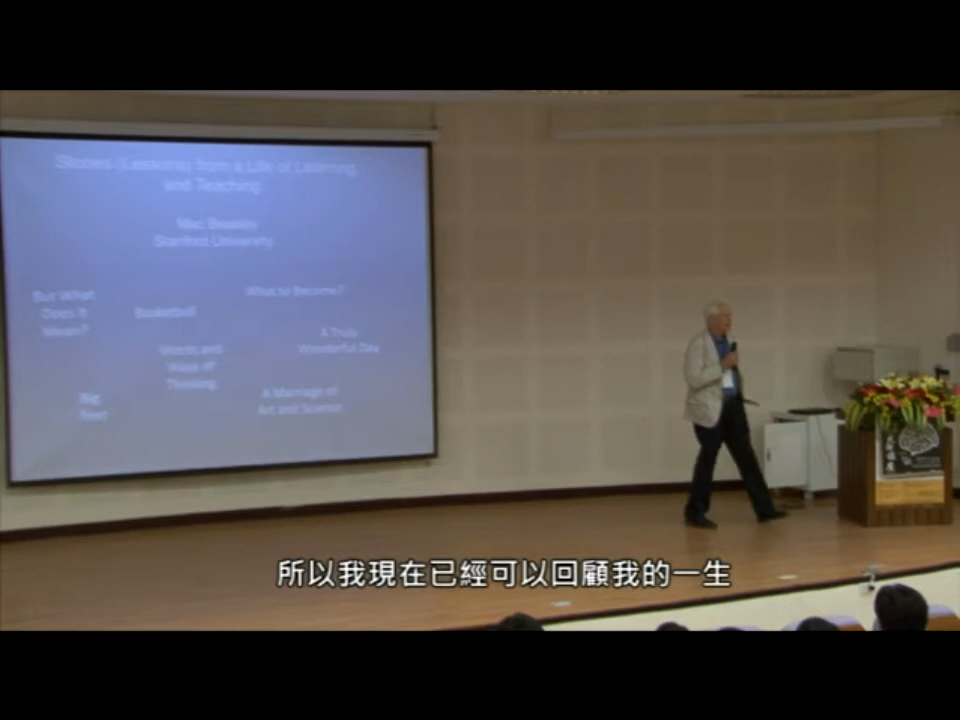 Stories (Lessons) from a Life of Learning
and Teaching
Mac Beasley
Stanford University
But What
Does It
Mean?
Basketball
What to Become?
A Truly
Wonderful Day
Words and
Ways of
Thinking
Big
A Marriage of
Art and Science
所以我現在已經可以回顧我的一生